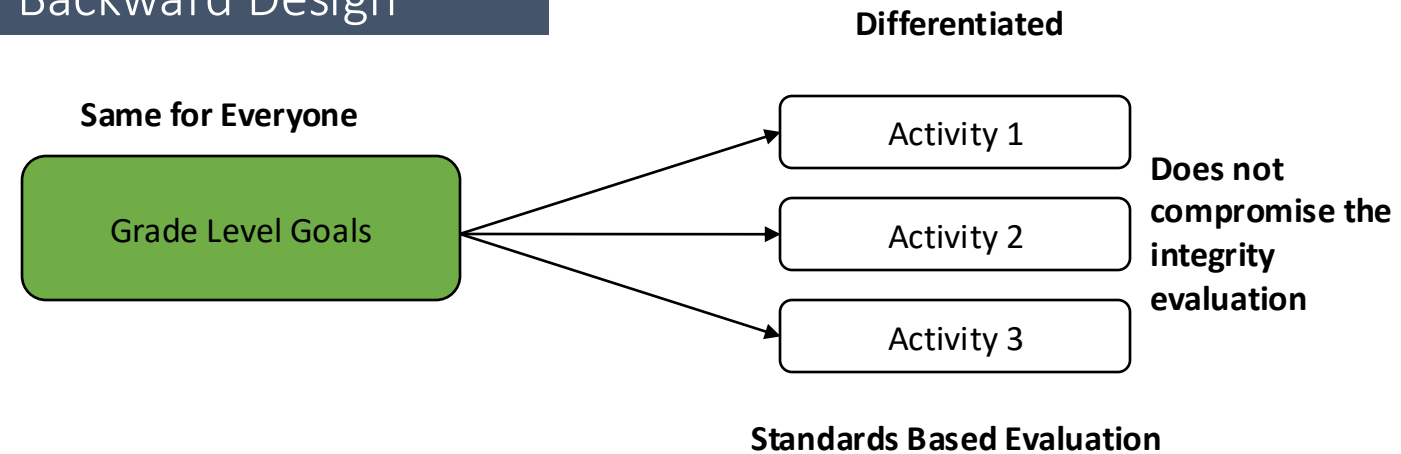 Backward Design
Differentiated
Same for Everyone
Grade Level Goals
Activity 1
Activity 2
Activity 3
Does not
compromise the
integrity
evaluation
Standards Based Evaluation